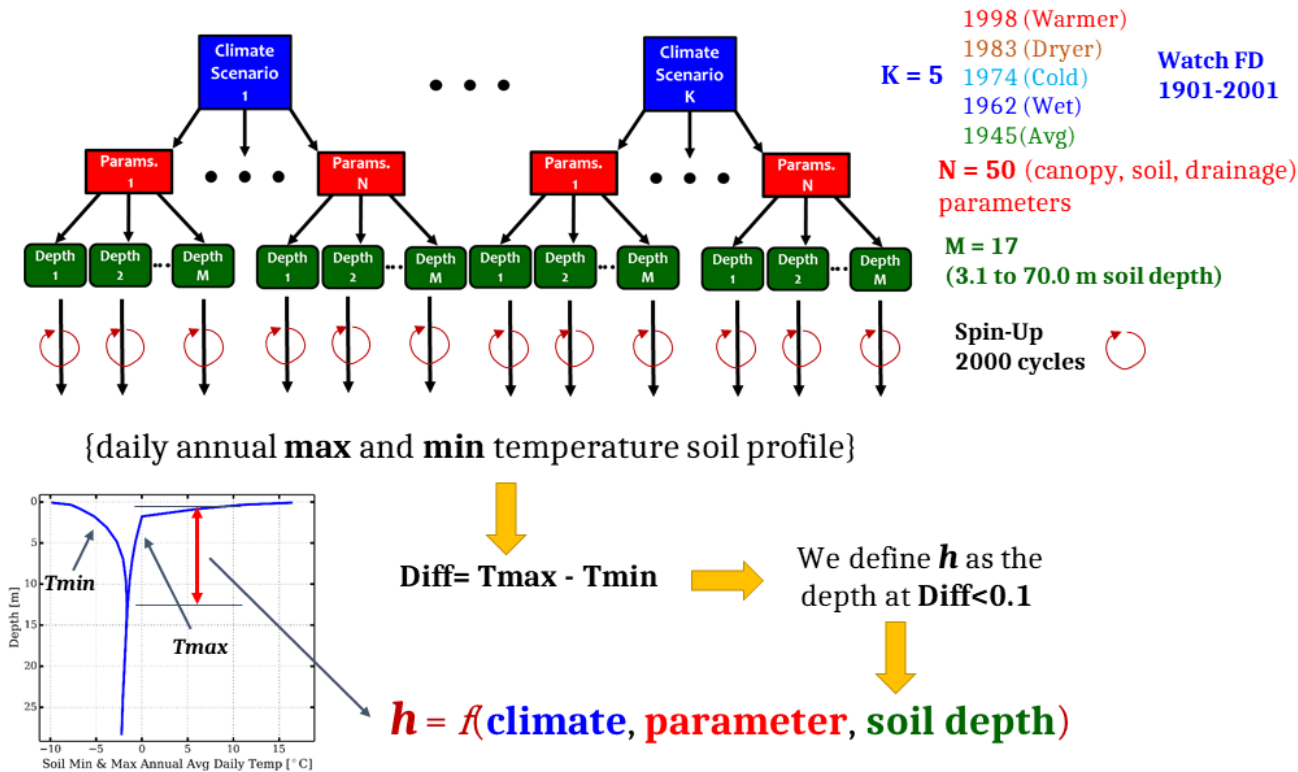 Climate
Scenario
1
Climate
Scenario
K
K = 5
1998 (Warmer)
1983 (Dryer)
1974 (Cold)
1962 (Wet)
1945(Avg)
Watch FD
1901-2001
Params.
1
Params.
N
Params.
1
Params.
N
N = 50 (canopy, soil, drainage)
parameters
Depth
1
Depth
2
Depth
M
Depth
1
Depth
2
Depth
M
Depth
1
Depth
2
Depth
M
Depth
1
Depth
2
Depth
M
M = 17
(3.1 to 70.0 m soil depth)
Spin-Up
2000 cycles
{daily annual max and min temperature soil profile}
Diff= Tmax - Tmin
We define h as the
depth at Diff<0.1
h = f(climate, parameter, soil depth)
Depth [m]
0
5
10
15
20
25
Tmin
Tmax
−10 −5 0 5 10 15
Soil Min & Max Annual Avg Daily Temp [°C]